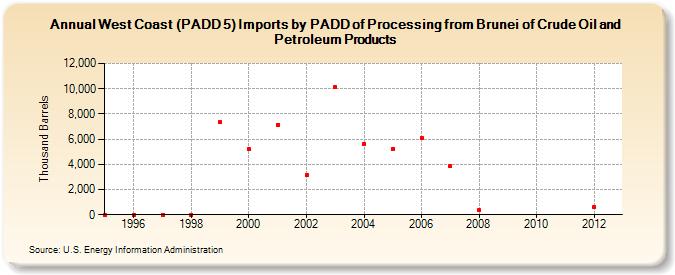 Annual West Coast (PADD 5) Imports by PADD of Processing from Brunei of Crude Oil and
Petroleum Products
Thousand Barrels
12,000
10,000
8,000
6,000
4,000
2,000
0
1996 1998 2000 2002 2004 2006 2008 2010 2012
Source: U.S. Energy Information Administration